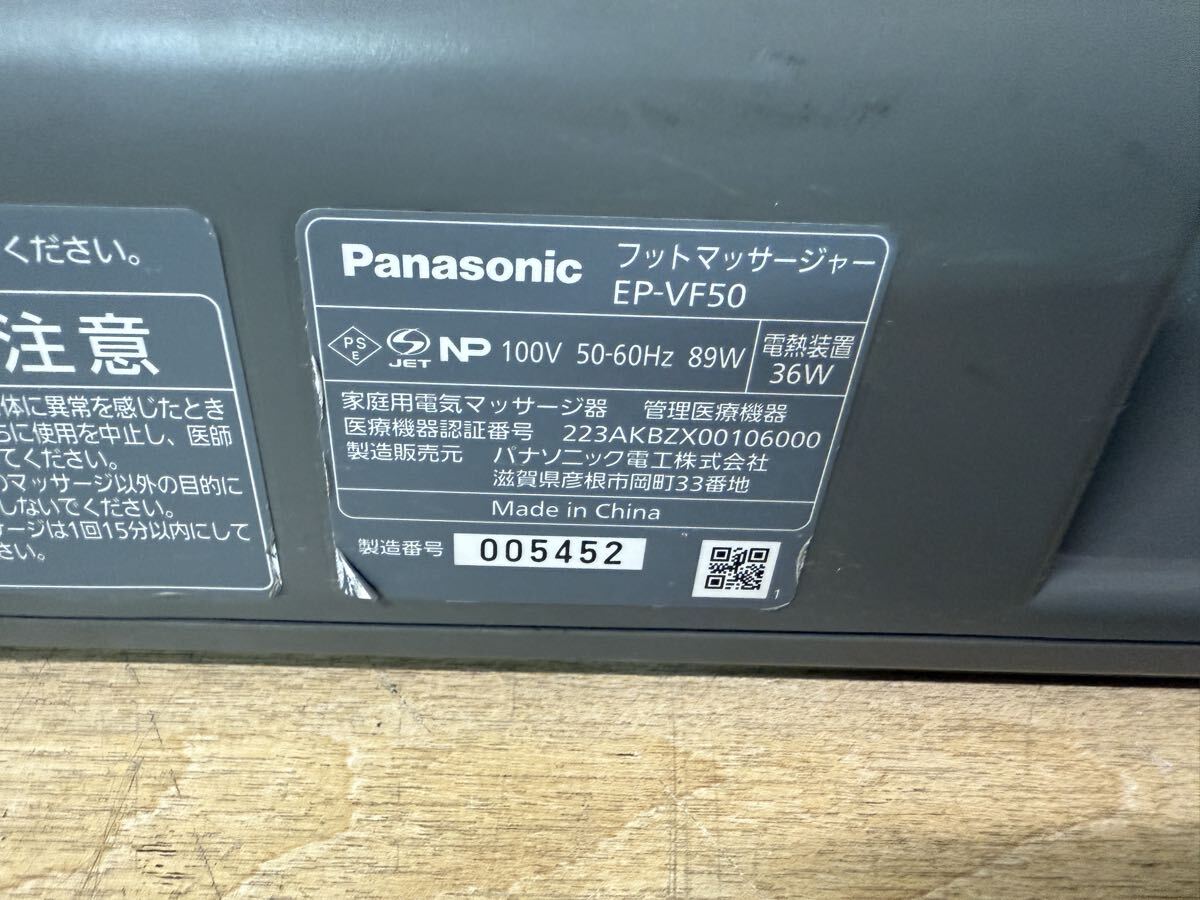 ください。
注意
体に異常を感じたとき
ちに使用を中止し、医師
てください。
のマッサージ以外の目的に
しないでください。
ージは1回15分以内にして
さい。
Panasonic
フットマッサージャー
EP-VF50
PS
E
JET
NP 100V 50-60Hz 89W
電熱装置
36W
家庭用電気マッサージ器 管理医療機器
医療機器認証番号 223AKBZX00106000
製造販売元 パナソニック電工株式会社
滋賀県彦根市岡町33番地
Made in China
製造番号 005452
1